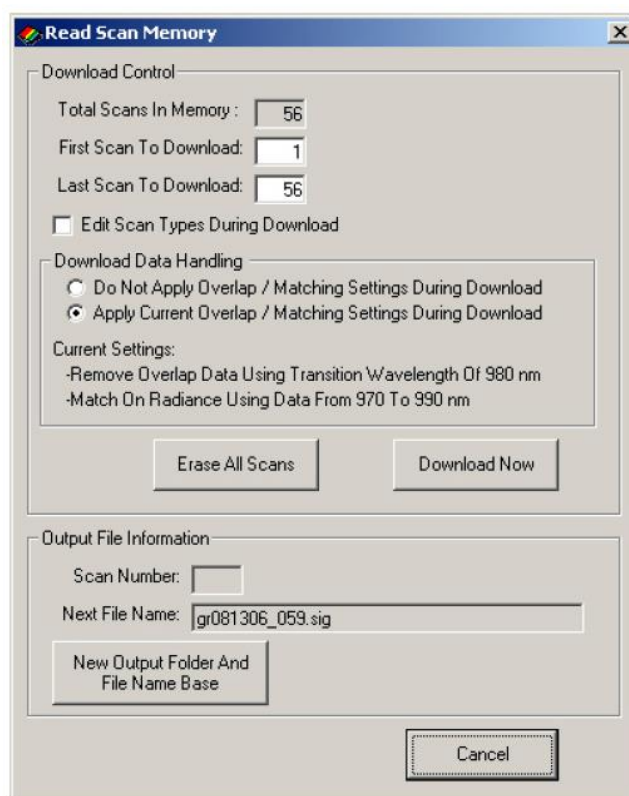 Read Scan Memory
Download Control
Total Scans In Memory : 56
First Scan To Download: 1
Last Scan To Download: 56
Edit Scan Types During Download
Download Data Handling
Do Not Apply Overlap / Matching Settings During Download
Apply Current Overlap / Matching Settings During Download
Current Settings:
-Remove Overlap Data Using Transition Wavelength Of 980 nm
-Match On Radiance Using Data From 970 To 990 nm
Erase All Scans Download Now
Output File Information
Scan Number:
Next File Name: gr081306_059.sig
New Output Folder And
File Name Base
Cancel